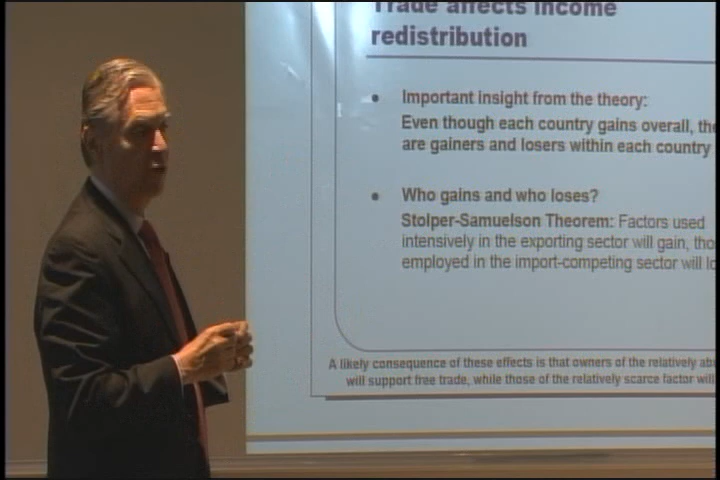 Trade affects income
redistribution
• Important insight from the theory:
Even though each country gains overall,
are gainers and losers within each country
• Who gains and who loses?
Stolper-Samuelson Theorem: Factors used
intensively in the exporting sector will gain,
employed in the import-competing sector will
A likely consequence of these effects is that owners of the relatively
will support free trade, while those of the relatively scarce factor will